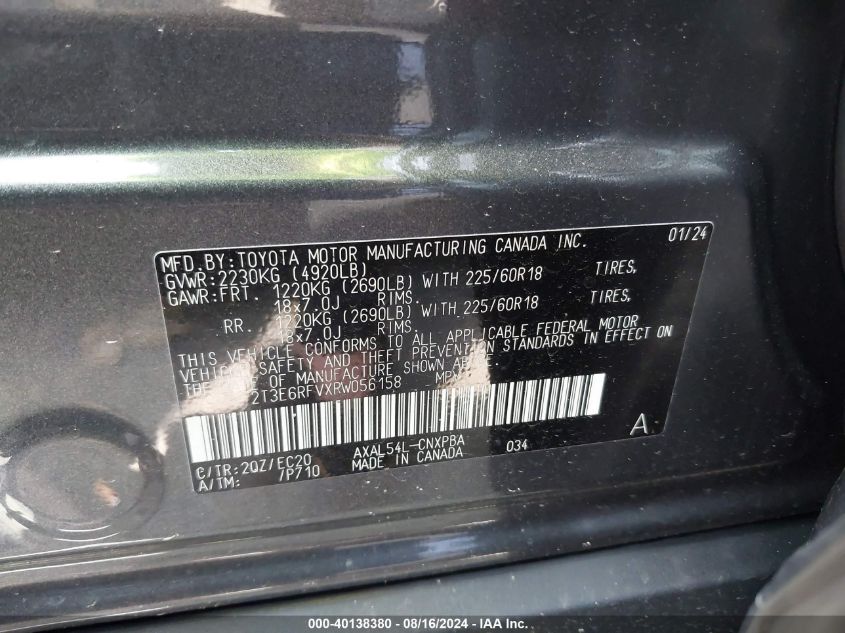 MFD.BY:TOYOTA MOTOR MANUFACTURING CANADA INC. 01/24
GVWR:2230KG (4920LB)
GAWR:FRT. 1220KG (2690LB) WITH 225/60R18 TIRES,
18x7.0J RIMS.
RR. 1220KG (2690LB) WITH 225/60R18 TIRES,
18x7.0J RIMS.
THIS VEHICLE CONFORMS TO ALL APPLICABLE FEDERAL MOTOR
VEHICLE SAFETY AND THEFT PREVENTION STANDARDS IN EFFECT ON
THE DATE OF MANUFACTURE SHOWN
2T3E6RFVXRW056158
A
C/TR:20Z/EC20 AXAL54L-CNXPBA 034
A/TM: /P710 MADE IN CANADA
000-40138380 - 08/16/2024 - IAA Inc.